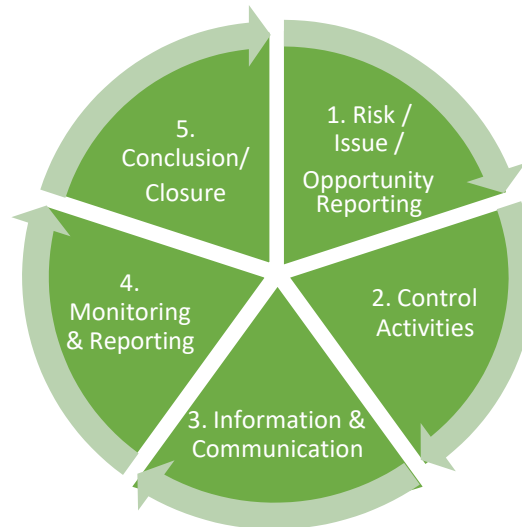 1. Risk /
Issue /
Opportunity
Reporting
2. Control
Activities
3. Information &
Communication
4.
Monitoring
& Reporting
5.
Conclusion/
Closure